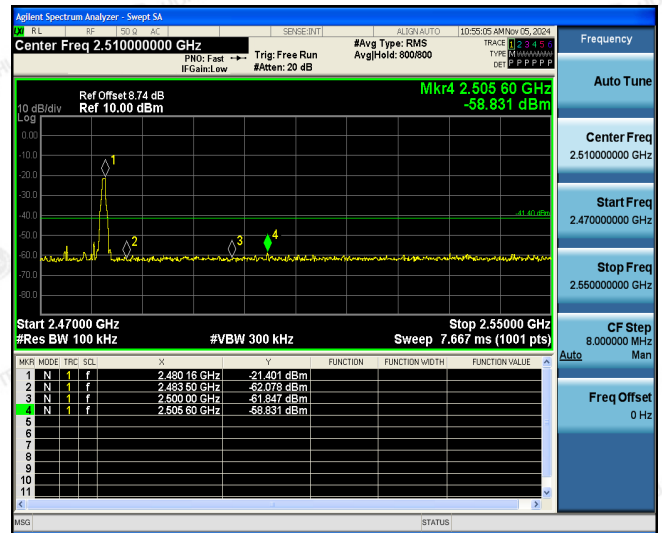 Agilent Spectrum Analyzer - Swept SA
LXI RL RF 50 Ω AC SENSE:INT ALIGN AUTO 10:55:05 AM Nov 05, 2024
Center Freq 2.510000000 GHz
PNO: Fast
IFGain:Low
Trig: Free Run
#Atten: 20 dB
#Avg Type: RMS
Avg|Hold: 800/800
TRACE 1 2 3 4 5 6
TYPE M W W W W W
DET P P P P P P
Ref Offset 8.74 dB
Ref 10.00 dBm
10 dB/div
Log
Mkr4 2.505 60 GHz
-58.831 dBm
0.00
-10.0
-20.0
-30.0
-40.0
-50.0
-60.0
-70.0
-80.0
1
2
3
4
-41.40 dBm
Start 2.47000 GHz
#Res BW 100 kHz
#VBW 300 kHz
Stop 2.55000 GHz
Sweep 7.667 ms (1001 pts)
MKR MODE TRC SCL X Y FUNCTION FUNCTION WIDTH FUNCTION VALUE
1 N 1 f 2.480 16 GHz -21.401 dBm
2 N 1 f 2.483 50 GHz -62.078 dBm
3 N 1 f 2.500 00 GHz -61.847 dBm
4 N 1 f 2.505 60 GHz -58.831 dBm
5
6
7
8
9
10
11
MSG STATUS
Frequency
Auto Tune
Center Freq
2.510000000 GHz
Start Freq
2.470000000 GHz
Stop Freq
2.550000000 GHz
CF Step
8.000000 MHz
Auto Man
Freq Offset
0 Hz